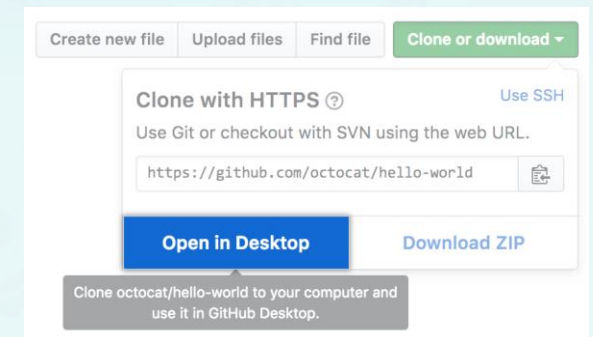 Create new file Upload files Find file Clone or download
Clone with HTTPS ?
Use SSH
Use Git or checkout with SVN using the web URL.
https://github.com/octocat/hello-world
Open in Desktop Download ZIP
Clone octocat/hello-world to your computer and
use it in GitHub Desktop.